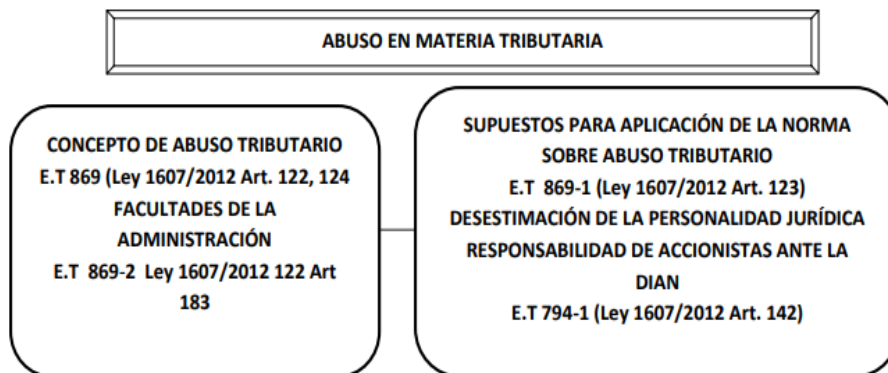 ABUSO EN MATERIA TRIBUTARIA
CONCEPTO DE ABUSO TRIBUTARIO
E.T 869 (Ley 1607/2012 Art. 122, 124
FACULTADES DE LA
ADMINISTRACIÓN
E.T 869-2 Ley 1607/2012 122 Art
183
SUPUESTOS PARA APLICACIÓN DE LA NORMA
SOBRE ABUSO TRIBUTARIO
E.T 869-1 (Ley 1607/2012 Art. 123)
DESESTIMACIÓN DE LA PERSONALIDAD JURÍDICA
RESPONSABILIDAD DE ACCIONISTAS ANTE LA
DIAN
E.T 794-1 (Ley 1607/2012 Art. 142)